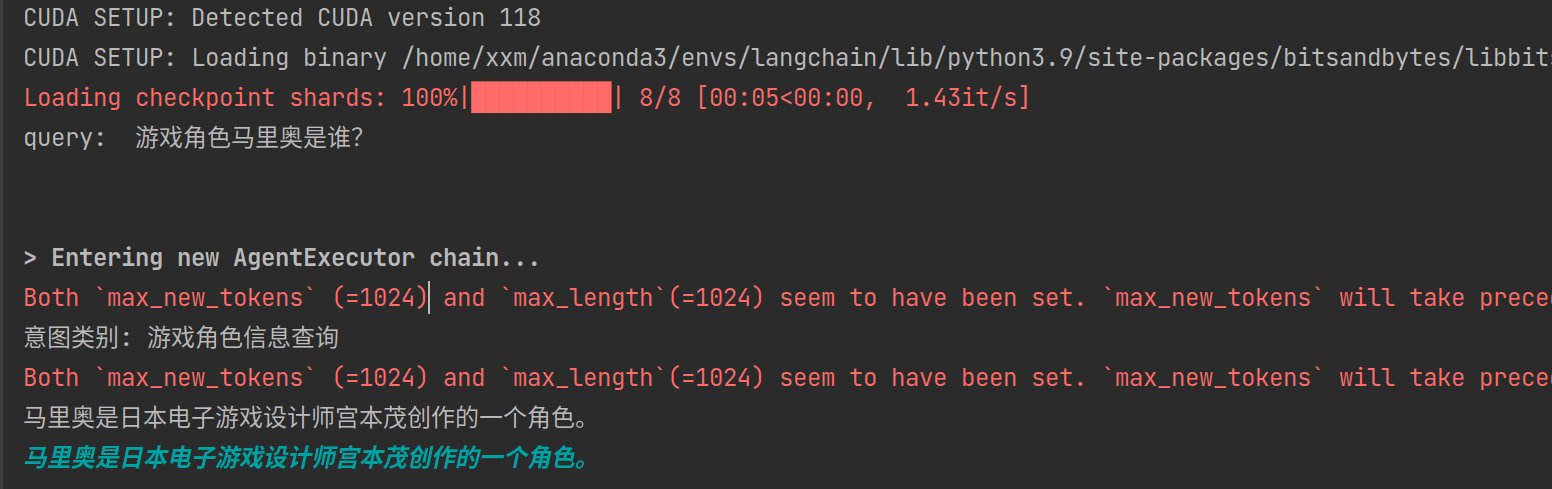 CUDA SETUP: Detected CUDA version 118
CUDA SETUP: Loading binary /home/xxm/anaconda3/envs/langchain/lib/python3.9/site-packages/bitsandbytes/libbits
Loading checkpoint shards: 100%|██████████| 8/8 [00:05<00:00,  1.43it/s]
query:  游戏角色马里奥是谁?
> Entering new AgentExecutor chain...
Both `max_new_tokens` (=1024) and `max_length`(=1024) seem to have been set. `max_new_tokens` will take prece
意图类别: 游戏角色信息查询
Both `max_new_tokens` (=1024) and `max_length`(=1024) seem to have been set. `max_new_tokens` will take prece
马里奥是日本电子游戏设计师宫本茂创作的一个角色。
马里奥是日本电子游戏设计师宫本茂创作的一个角色。